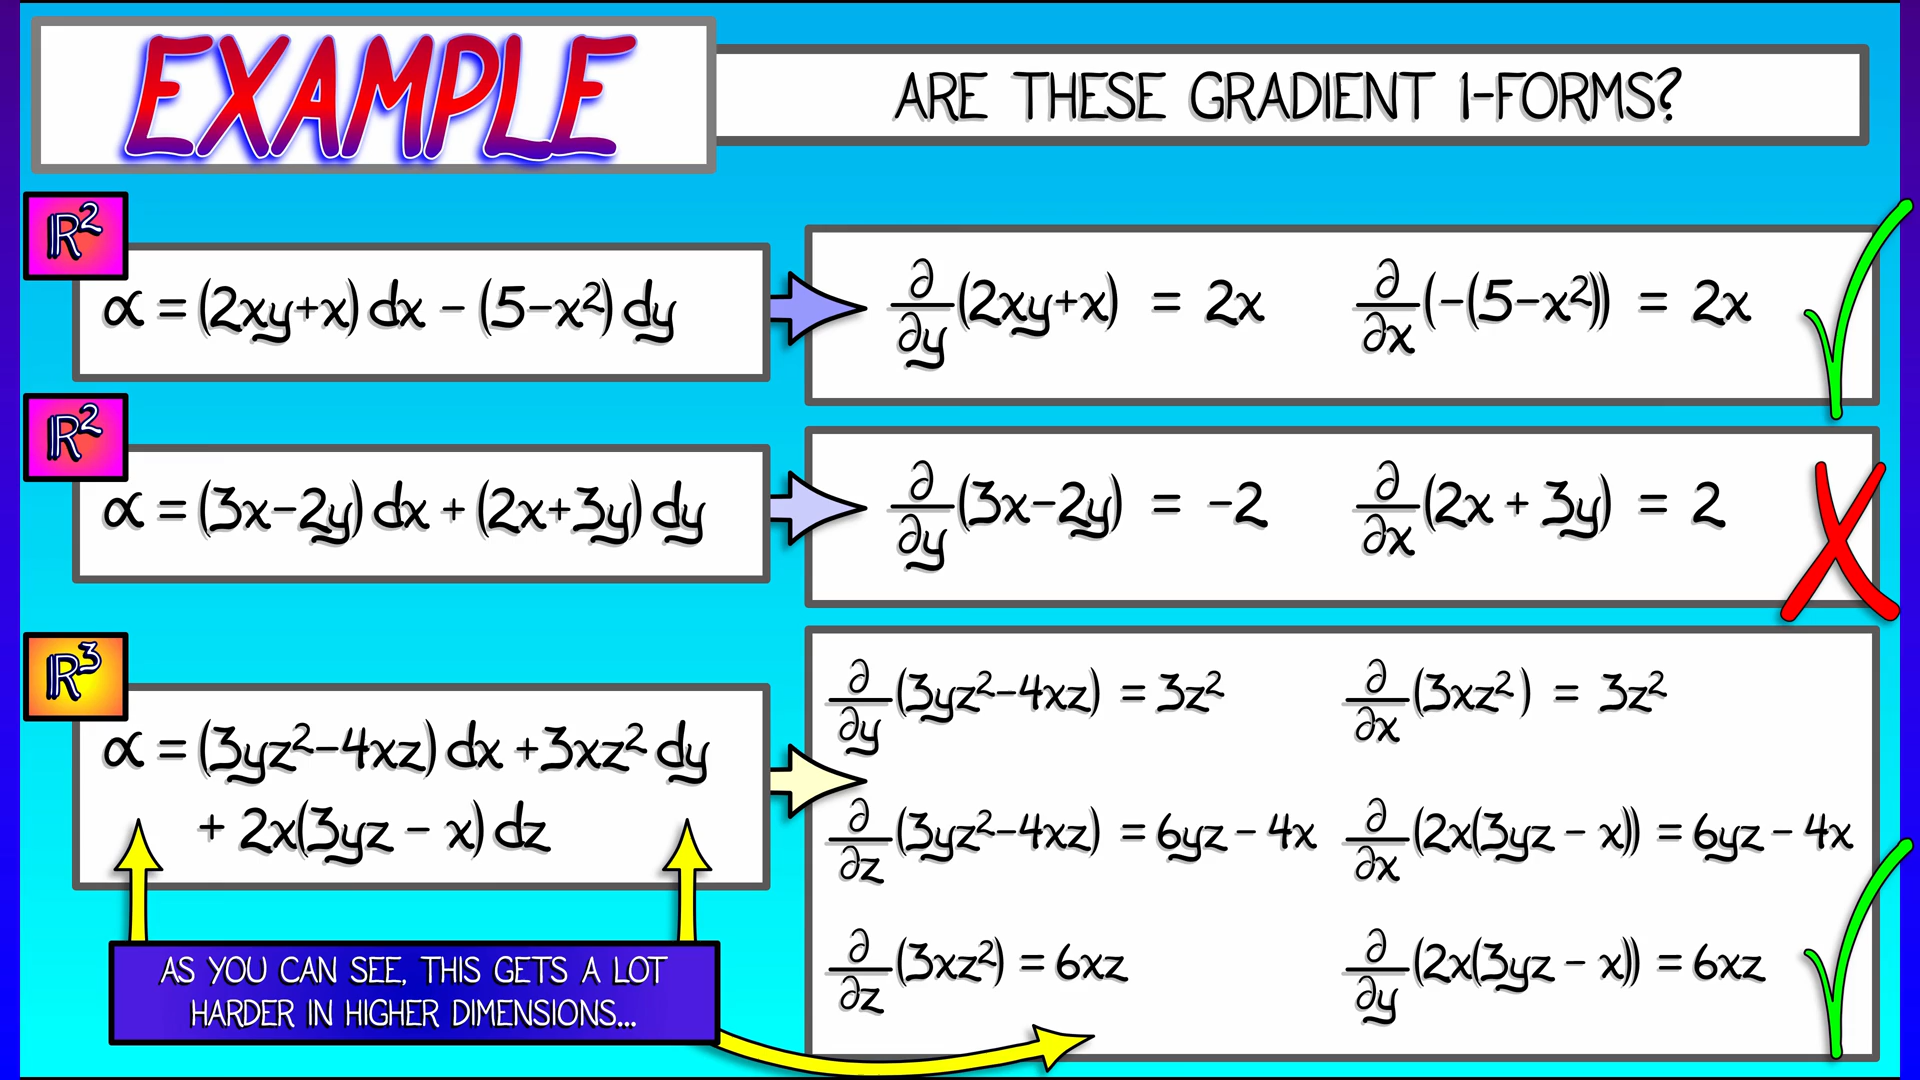 EXAMPLE
ARE THESE GRADIENT 1-FORMS?
ℝ²
α = (2xy+x) dx − (5−x²) dy
∂/∂y (2xy+x) = 2x    ∂/∂x (−(5−x²)) = 2x
ℝ²
α = (3x−2y) dx + (2x+3y) dy
∂/∂y (3x−2y) = −2    ∂/∂x (2x + 3y) = 2
ℝ³
α = (3yz²−4xz) dx +3xz² dy
+ 2x(3yz − x) dz
∂/∂y (3yz²−4xz) = 3z²    ∂/∂x (3xz²) = 3z²
∂/∂z (3yz²−4xz) = 6yz − 4x    ∂/∂x (2x(3yz − x)) = 6yz − 4x
∂/∂z (3xz²) = 6xz    ∂/∂y (2x(3yz − x)) = 6xz
AS YOU CAN SEE, THIS GETS A LOT
HARDER IN HIGHER DIMENSIONS...